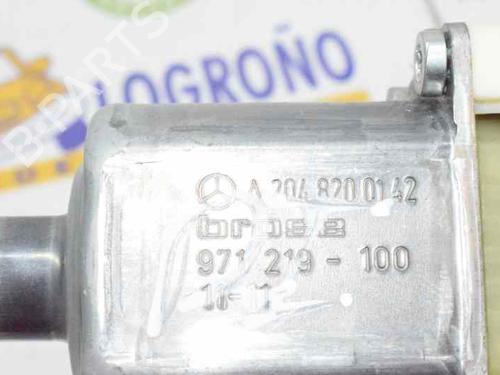 LOGROÑO
B-PARTS
A 204 820 01 42
brose
971 219 - 100